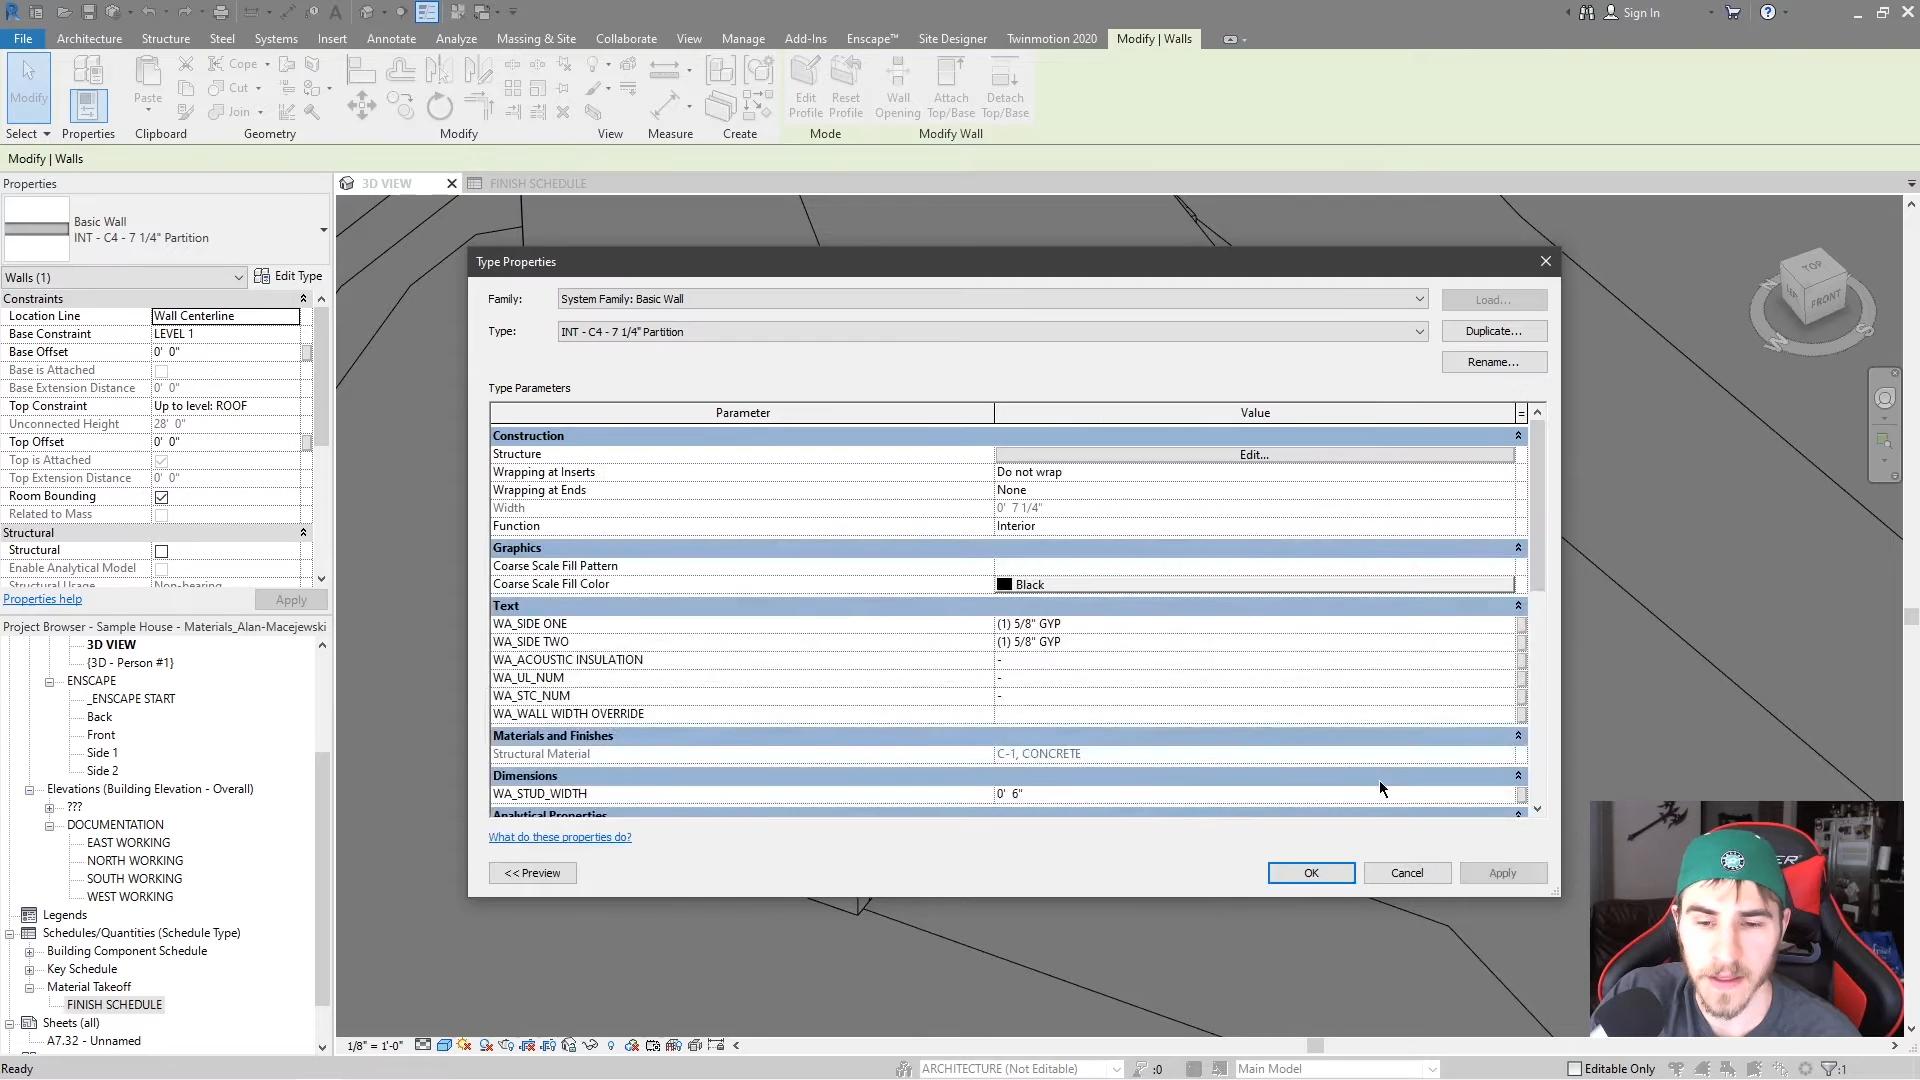 Sign In
File Architecture Structure Steel Systems Insert Annotate Analyze Massing & Site Collaborate View Manage Add-Ins Enscape™ Site Designer Twinmotion 2020 Modify | Walls
Modify
Paste
Cope
Cut
Join
Edit Profile
Reset Profile
Wall Opening
Attach Top/Base
Detach Top/Base
Select Properties Clipboard Geometry Modify View Measure Create Mode Modify Wall
Modify | Walls
Properties
3D VIEW
FINISH SCHEDULE
Basic Wall
INT - C4 - 7 1/4" Partition
Walls (1)
Edit Type
Constraints
Location Line Wall Centerline
Base Constraint LEVEL 1
Base Offset 0' 0"
Base is Attached
Base Extension Distance 0' 0"
Top Constraint Up to level: ROOF
Unconnected Height 28' 0"
Top Offset 0' 0"
Top is Attached
Top Extension Distance 0' 0"
Room Bounding
Related to Mass
Structural
Structural
Enable Analytical Model
Structural Usage Non-bearing
Properties help
Apply
Project Browser - Sample House - Materials_Alan-Macejewski
3D VIEW
{3D - Person #1}
ENSCAPE
_ENSCAPE START
Back
Front
Side 1
Side 2
Elevations (Building Elevation - Overall)
???
DOCUMENTATION
EAST WORKING
NORTH WORKING
SOUTH WORKING
WEST WORKING
Legends
Schedules/Quantities (Schedule Type)
Building Component Schedule
Key Schedule
Material Takeoff
FINISH SCHEDULE
Sheets (all)
A7.32 - Unnamed
Type Properties
Family: System Family: Basic Wall Load...
Type: INT - C4 - 7 1/4" Partition Duplicate...
Rename...
Type Parameters
Parameter Value =
Construction
Structure Edit...
Wrapping at Inserts Do not wrap
Wrapping at Ends None
Width 0' 7 1/4"
Function Interior
Graphics
Coarse Scale Fill Pattern
Coarse Scale Fill Color Black
Text
WA_SIDE ONE (1) 5/8" GYP
WA_SIDE TWO (1) 5/8" GYP
WA_ACOUSTIC INSULATION -
WA_UL_NUM -
WA_STC_NUM -
WA_WALL WIDTH OVERRIDE
Materials and Finishes
Structural Material C-1, CONCRETE
Dimensions
WA_STUD_WIDTH 0' 6"
Analytical Properties
What do these properties do?
<< Preview OK Cancel Apply
TOP
FRONT
W
S
1/8" = 1'-0"
Ready
ARCHITECTURE (Not Editable)
:0
Main Model
Editable Only
:1